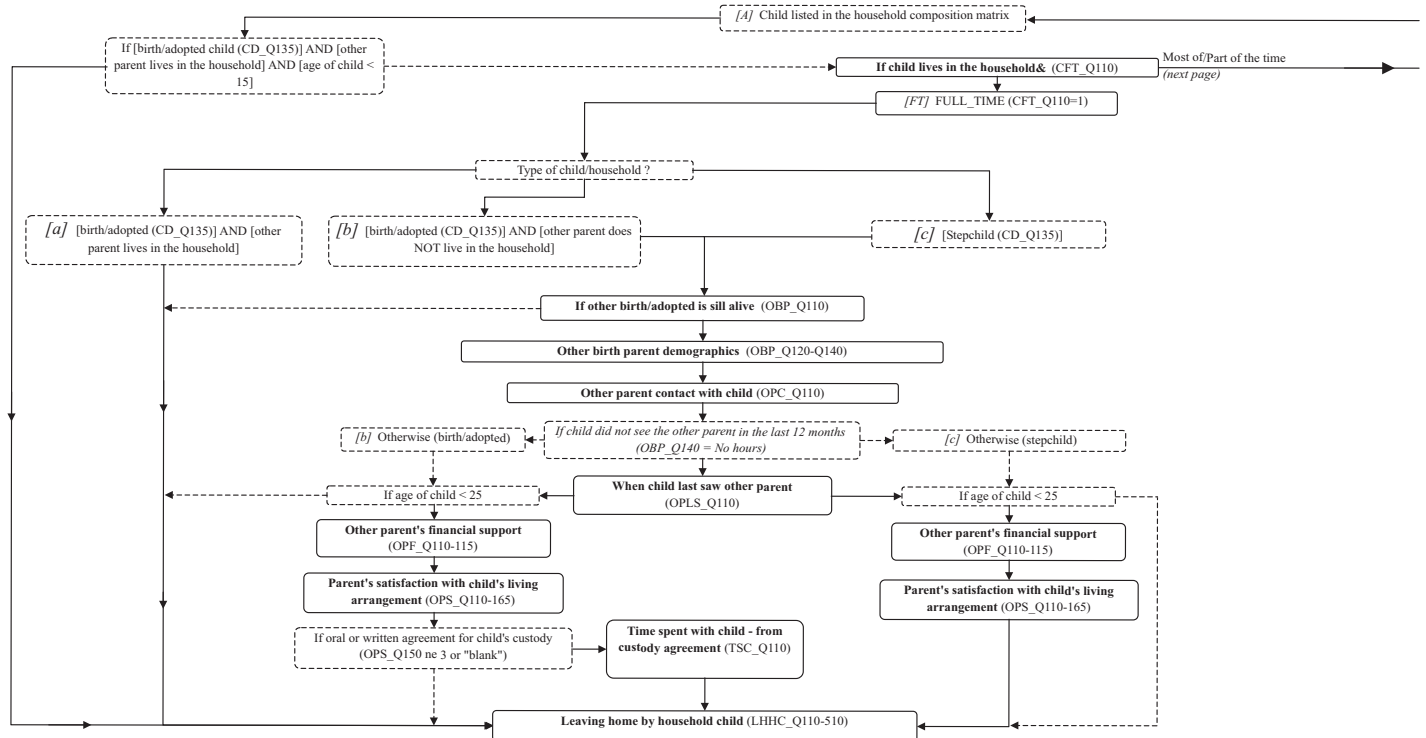 [A] Child listed in the household composition matrix
If [birth/adopted child (CD_Q135)] AND [other
parent lives in the household] AND [age of child <
15]
If child lives in the household& (CFT_Q110)
Most of/Part of the time
(next page)
[FT] FULL_TIME (CFT_Q110=1)
Type of child/household ?
[a] [birth/adopted (CD_Q135)] AND [other
parent lives in the household]
[b] [birth/adopted (CD_Q135)] AND [other parent does
NOT live in the household]
[c] [Stepchild (CD_Q135)]
If other birth/adopted is sill alive (OBP_Q110)
Other birth parent demographics (OBP_Q120-Q140)
Other parent contact with child (OPC_Q110)
[b] Otherwise (birth/adopted)
If child did not see the other parent in the last 12 months
(OBP_Q140 = No hours)
[c] Otherwise (stepchild)
If age of child < 25
When child last saw other parent
(OPLS_Q110)
If age of child < 25
Other parent's financial support
(OPF_Q110-115)
Other parent's financial support
(OPF_Q110-115)
Parent's satisfaction with child's living
arrangement (OPS_Q110-165)
Parent's satisfaction with child's living
arrangement (OPS_Q110-165)
If oral or written agreement for child's custody
(OPS_Q150 ne 3 or "blank")
Time spent with child - from
custody agreement (TSC_Q110)
Leaving home by household child (LHHC_Q110-510)